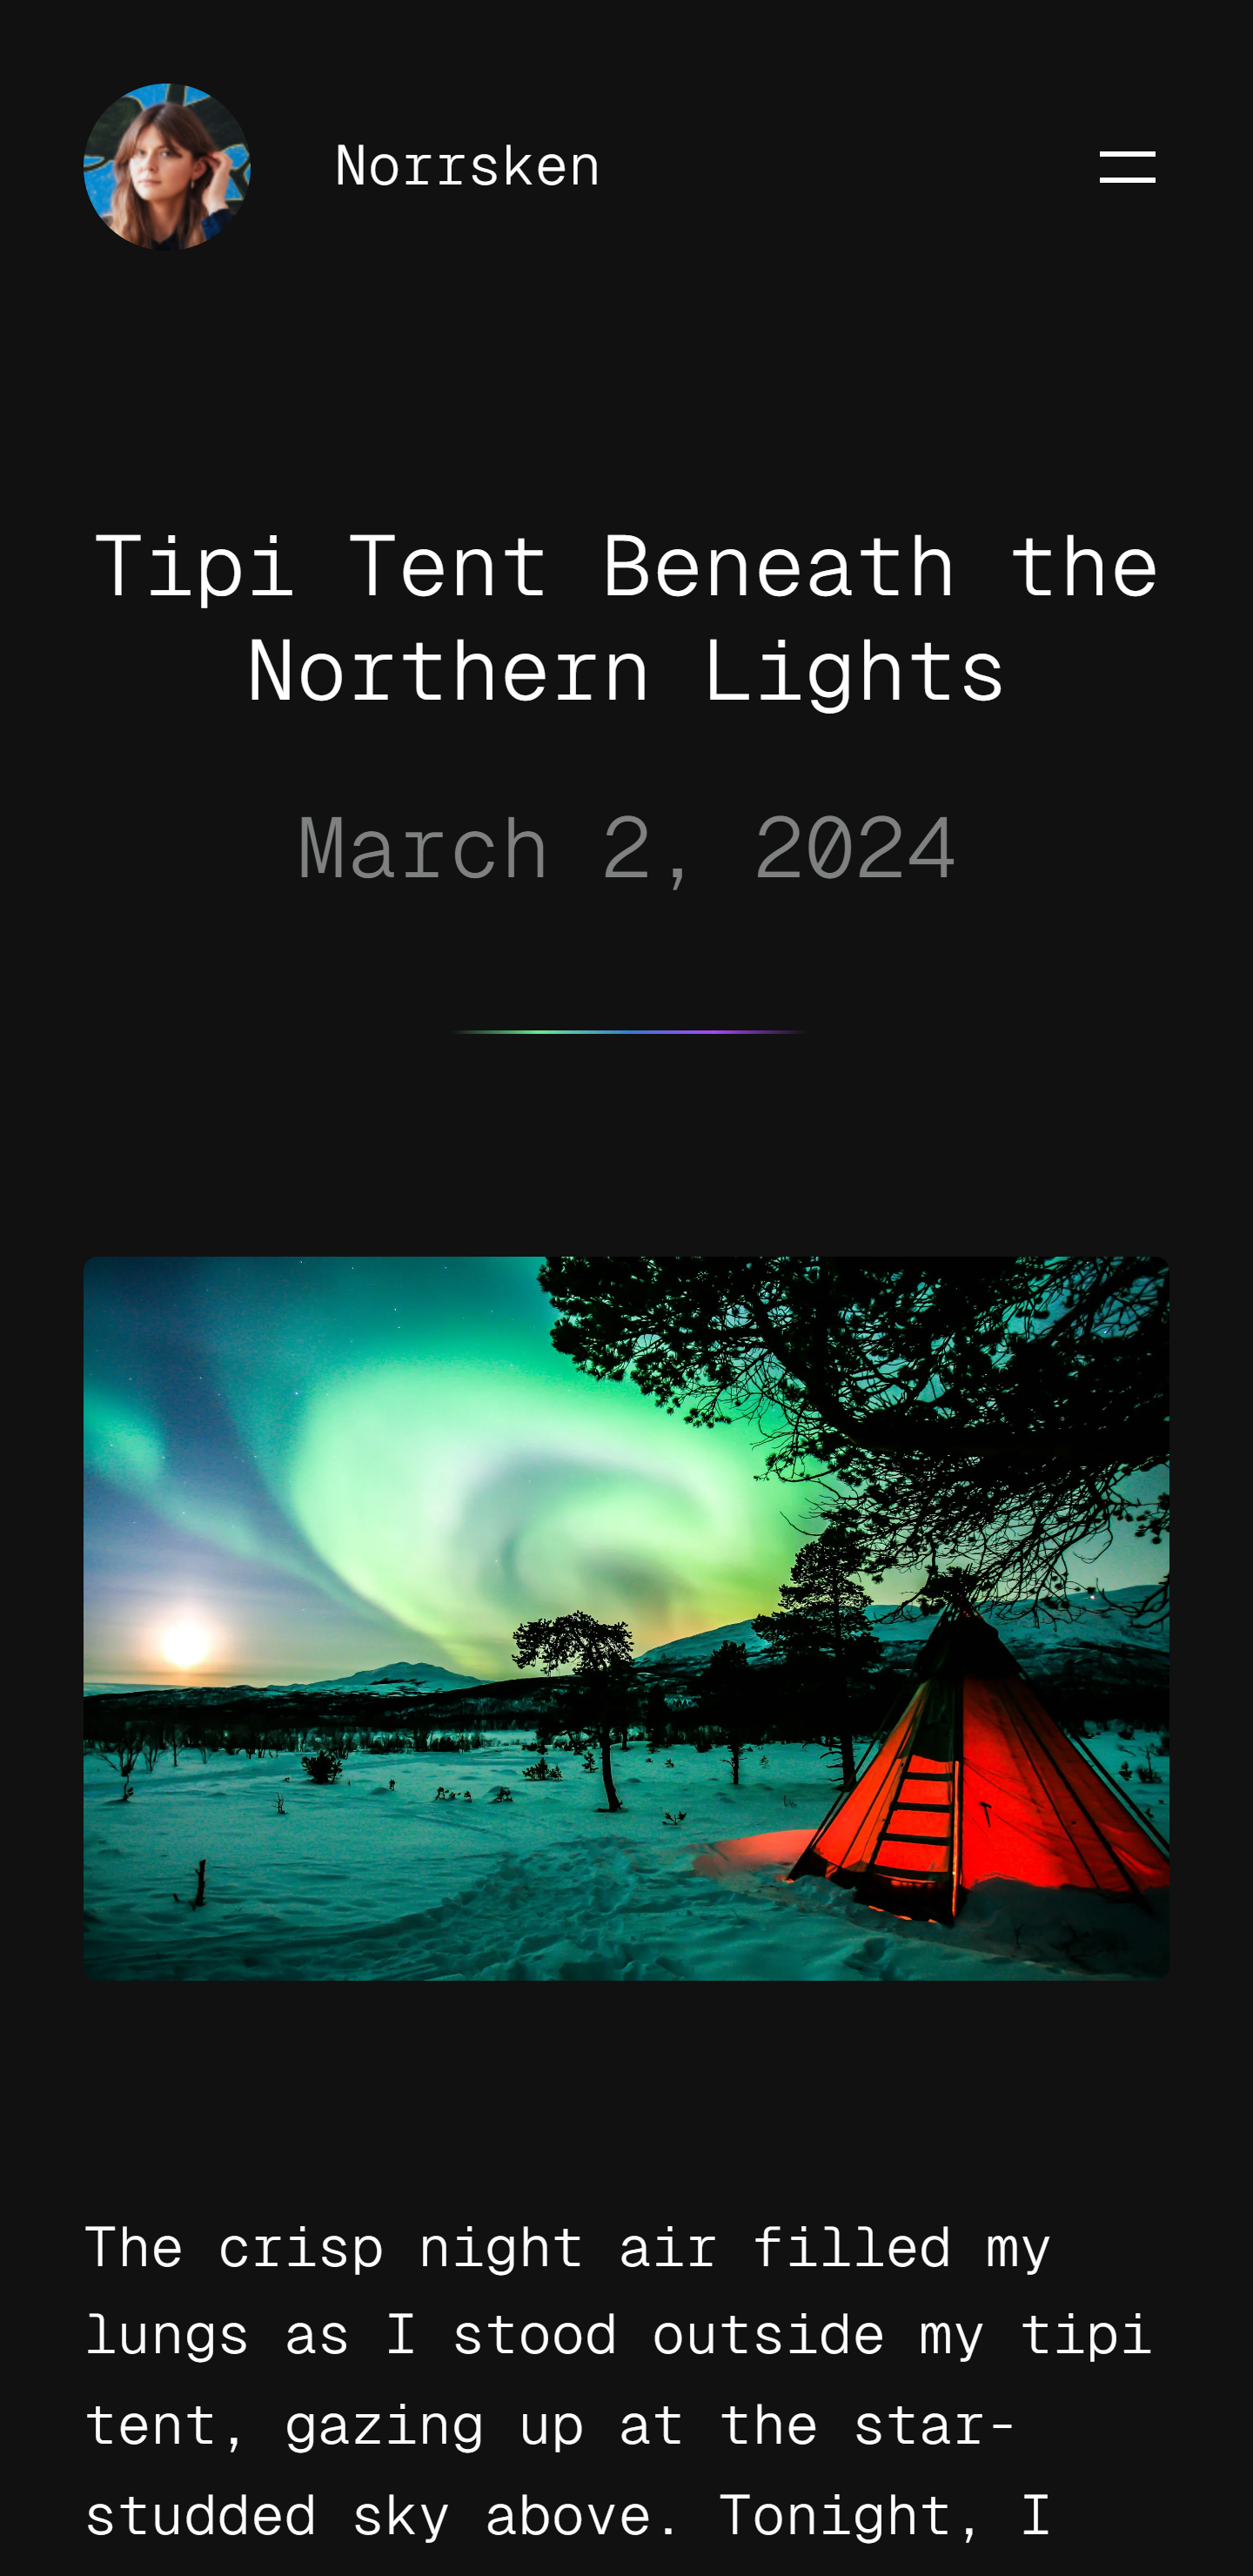 Norrsken
Tipi Tent Beneath the
Northern Lights
March 2, 2024
The crisp night air filled my
lungs as I stood outside my tipi
tent, gazing up at the star-
studded sky above. Tonight, I